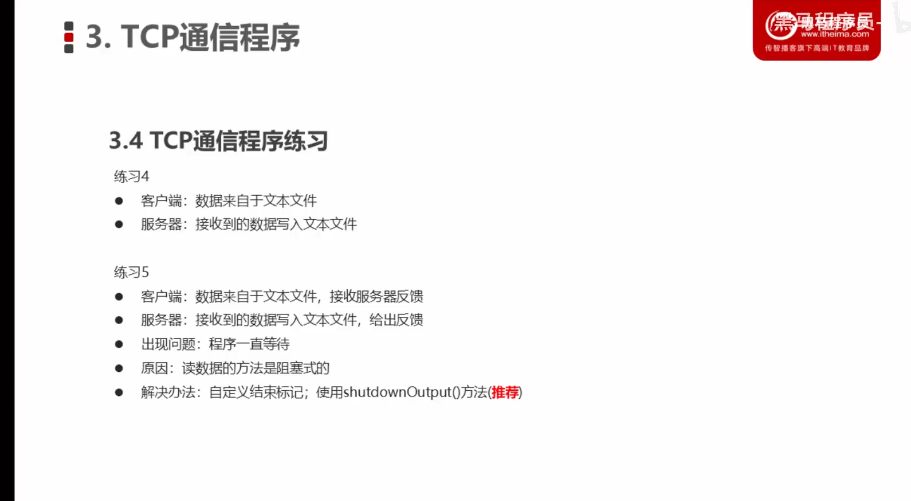 3. TCP通信程序
黑马程序员
www.itheima.com
传智播客旗下高端IT教育品牌
3.4 TCP通信程序练习
练习4
● 客户端：数据来自于文本文件
● 服务器：接收到的数据写入文本文件
练习5
● 客户端：数据来自于文本文件，接收服务器反馈
● 服务器：接收到的数据写入文本文件，给出反馈
● 出现问题：程序一直等待
● 原因：读数据的方法是阻塞式的
● 解决办法：自定义结束标记；使用shutdownOutput()方法(推荐)